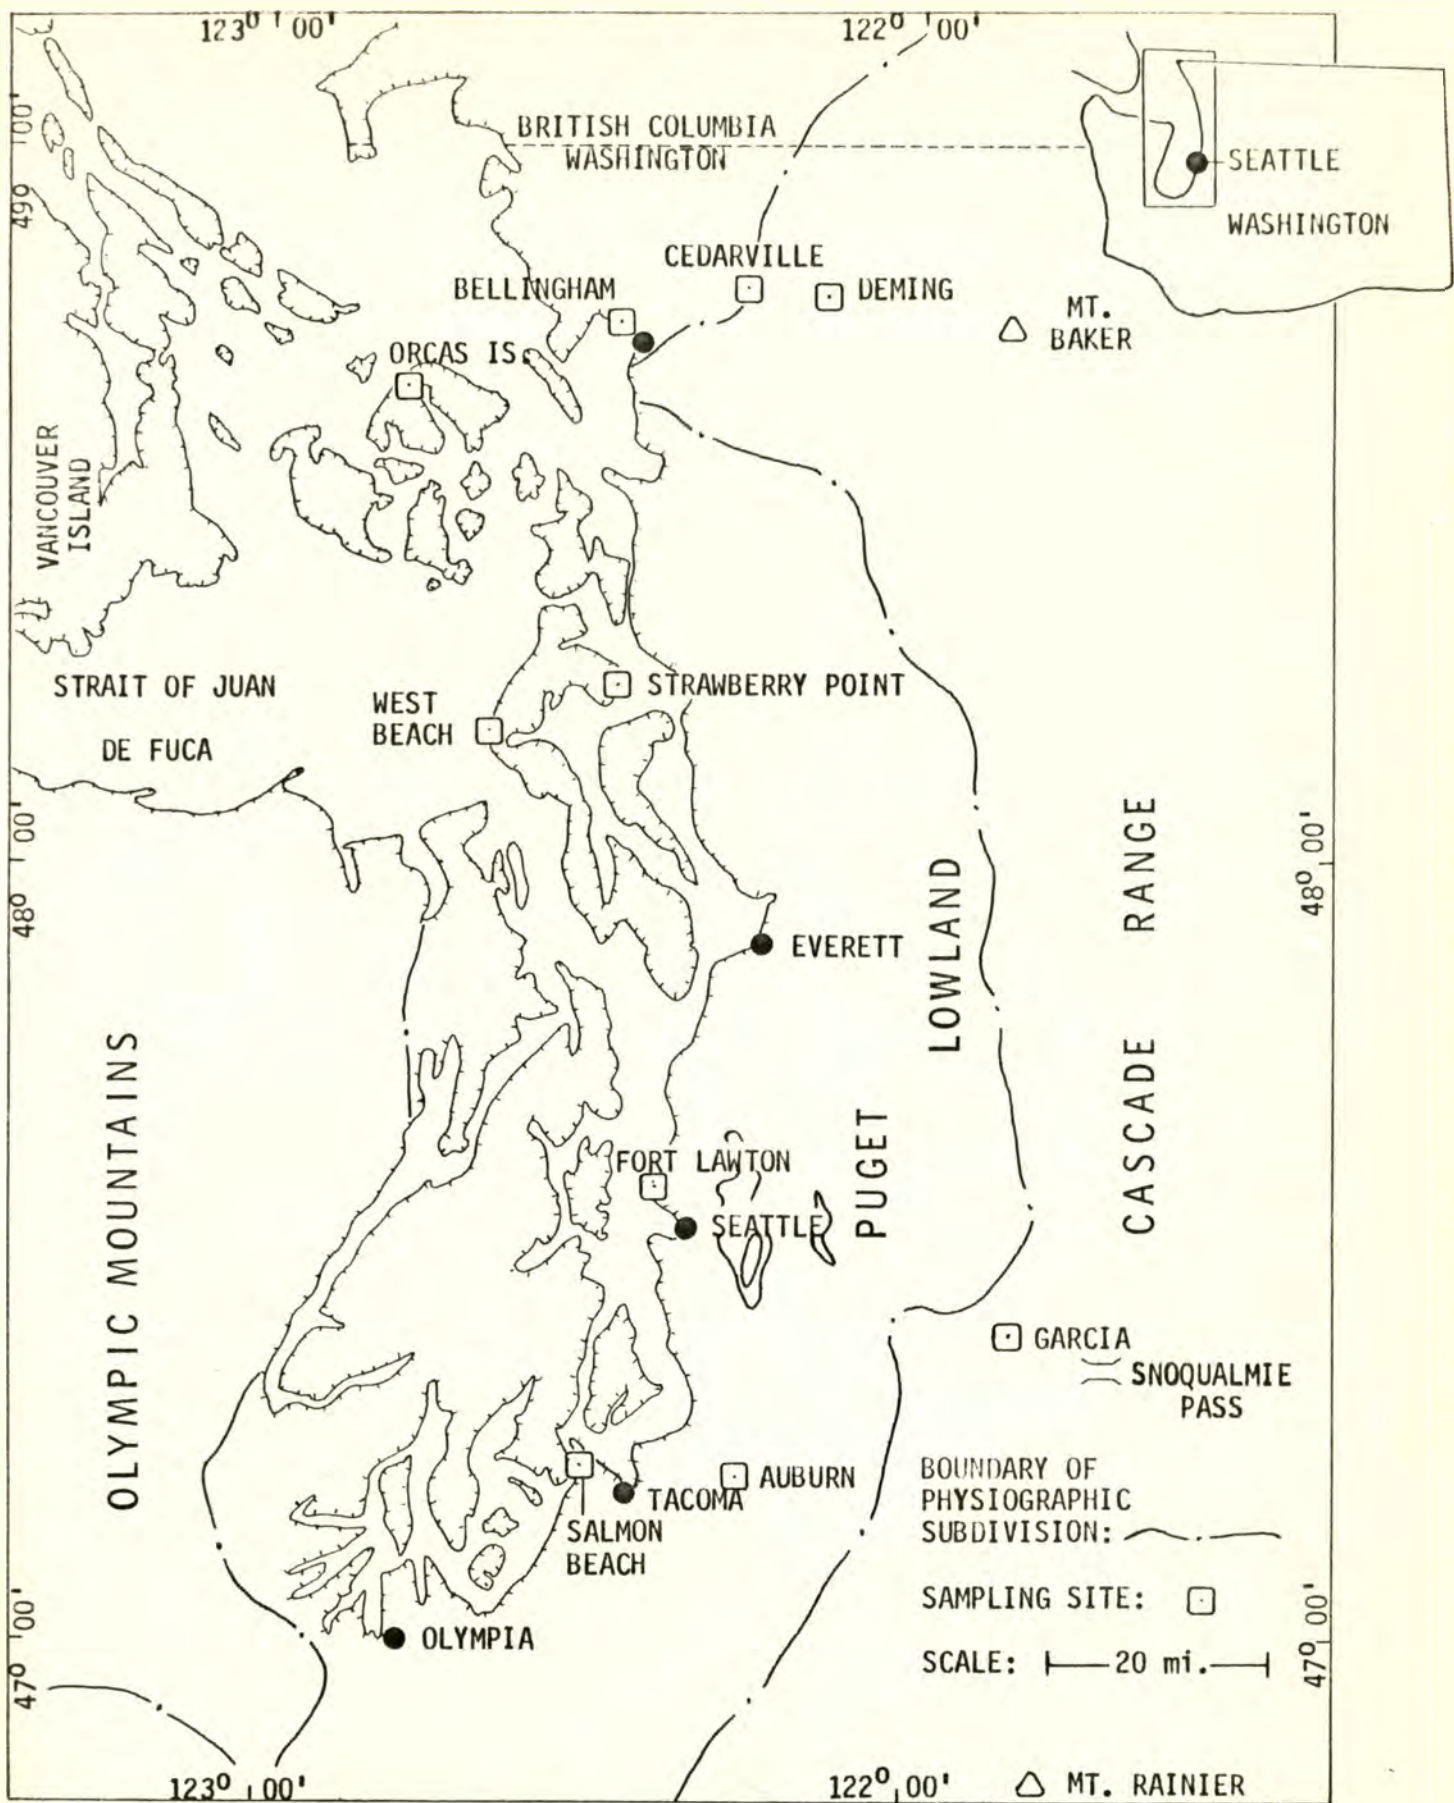 123° 00'
122° 00'
49° 00'
BRITISH COLUMBIA
WASHINGTON
SEATTLE
WASHINGTON
CEDARVILLE
BELLINGHAM
DEMING
MT.
BAKER
ORCAS IS.
VANCOUVER
ISLAND
STRAIT OF JUAN
DE FUCA
WEST
BEACH
STRAWBERRY POINT
48° 00'
48° 00'
EVERETT
PUGET
LOWLAND
CASCADE RANGE
OLYMPIC MOUNTAINS
FORT LAWTON
SEATTLE
GARCIA
SNOQUALMIE
PASS
AUBURN
TACOMA
SALMON
BEACH
OLYMPIA
BOUNDARY OF
PHYSIOGRAPHIC
SUBDIVISION:
SAMPLING SITE:
SCALE: 20 mi.
47° 00'
47° 00'
123° 00'
122° 00'
MT. RAINIER